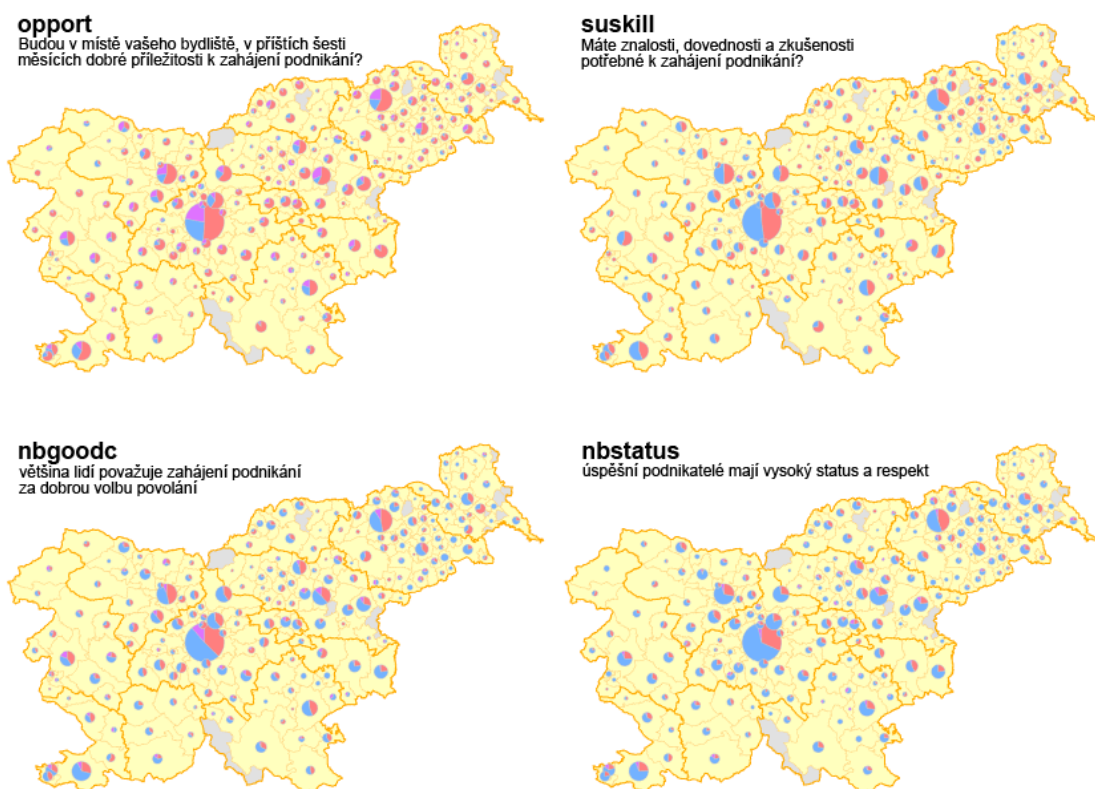 opport
Budou v místě vašeho bydliště, v příštích šesti
měsících dobré příležitosti k zahájení podnikání?
suskill
Máte znalosti, dovednosti a zkušenosti
potřebné k zahájení podnikání?
nbgoodc
většina lidí považuje zahájení podnikání
za dobrou volbu povolání
nbstatus
úspěšní podnikatelé mají vysoký status a respekt